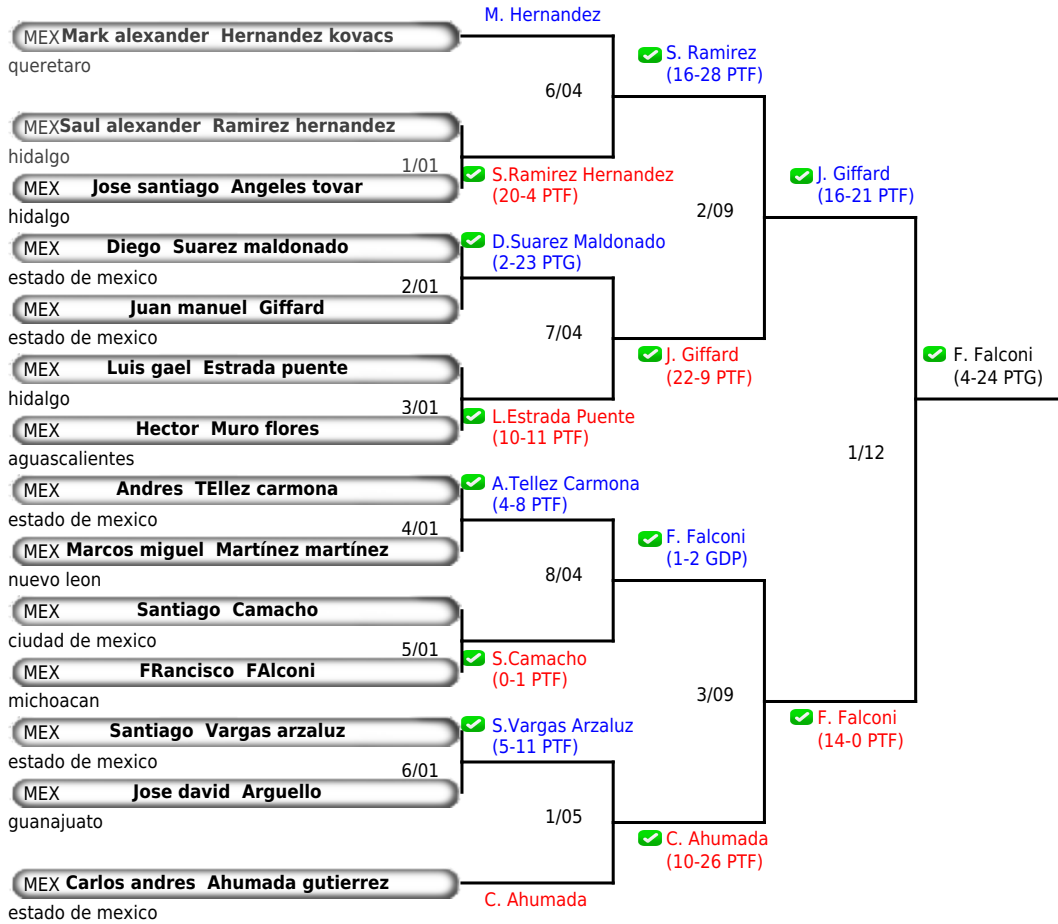 M. Hernandez
MEX Mark alexander Hernandez kovacs
queretaro
6/04
S. Ramirez
(16-28 PTF)
MEX Saul alexander Ramirez hernandez
hidalgo
1/01
S.Ramirez Hernandez
(20-4 PTF)
MEX Jose santiago Angeles tovar
hidalgo
2/09
J. Giffard
(16-21 PTF)
MEX Diego Suarez maldonado
estado de mexico
D.Suarez Maldonado
(2-23 PTG)
2/01
MEX Juan manuel Giffard
estado de mexico
7/04
J. Giffard
(22-9 PTF)
MEX Luis gael Estrada puente
hidalgo
3/01
L.Estrada Puente
(10-11 PTF)
MEX Hector Muro flores
aguascalientes
F. Falconi
(4-24 PTG)
1/12
MEX Andres TEllez carmona
estado de mexico
A.Tellez Carmona
(4-8 PTF)
4/01
MEX Marcos miguel Martínez martínez
nuevo leon
8/04
F. Falconi
(1-2 GDP)
MEX Santiago Camacho
ciudad de mexico
5/01
S.Camacho
(0-1 PTF)
MEX FRancisco FAlconi
michoacan
3/09
F. Falconi
(14-0 PTF)
MEX Santiago Vargas arzaluz
estado de mexico
S.Vargas Arzaluz
(5-11 PTF)
6/01
MEX Jose david Arguello
guanajuato
1/05
C. Ahumada
(10-26 PTF)
MEX Carlos andres Ahumada gutierrez
estado de mexico
C. Ahumada